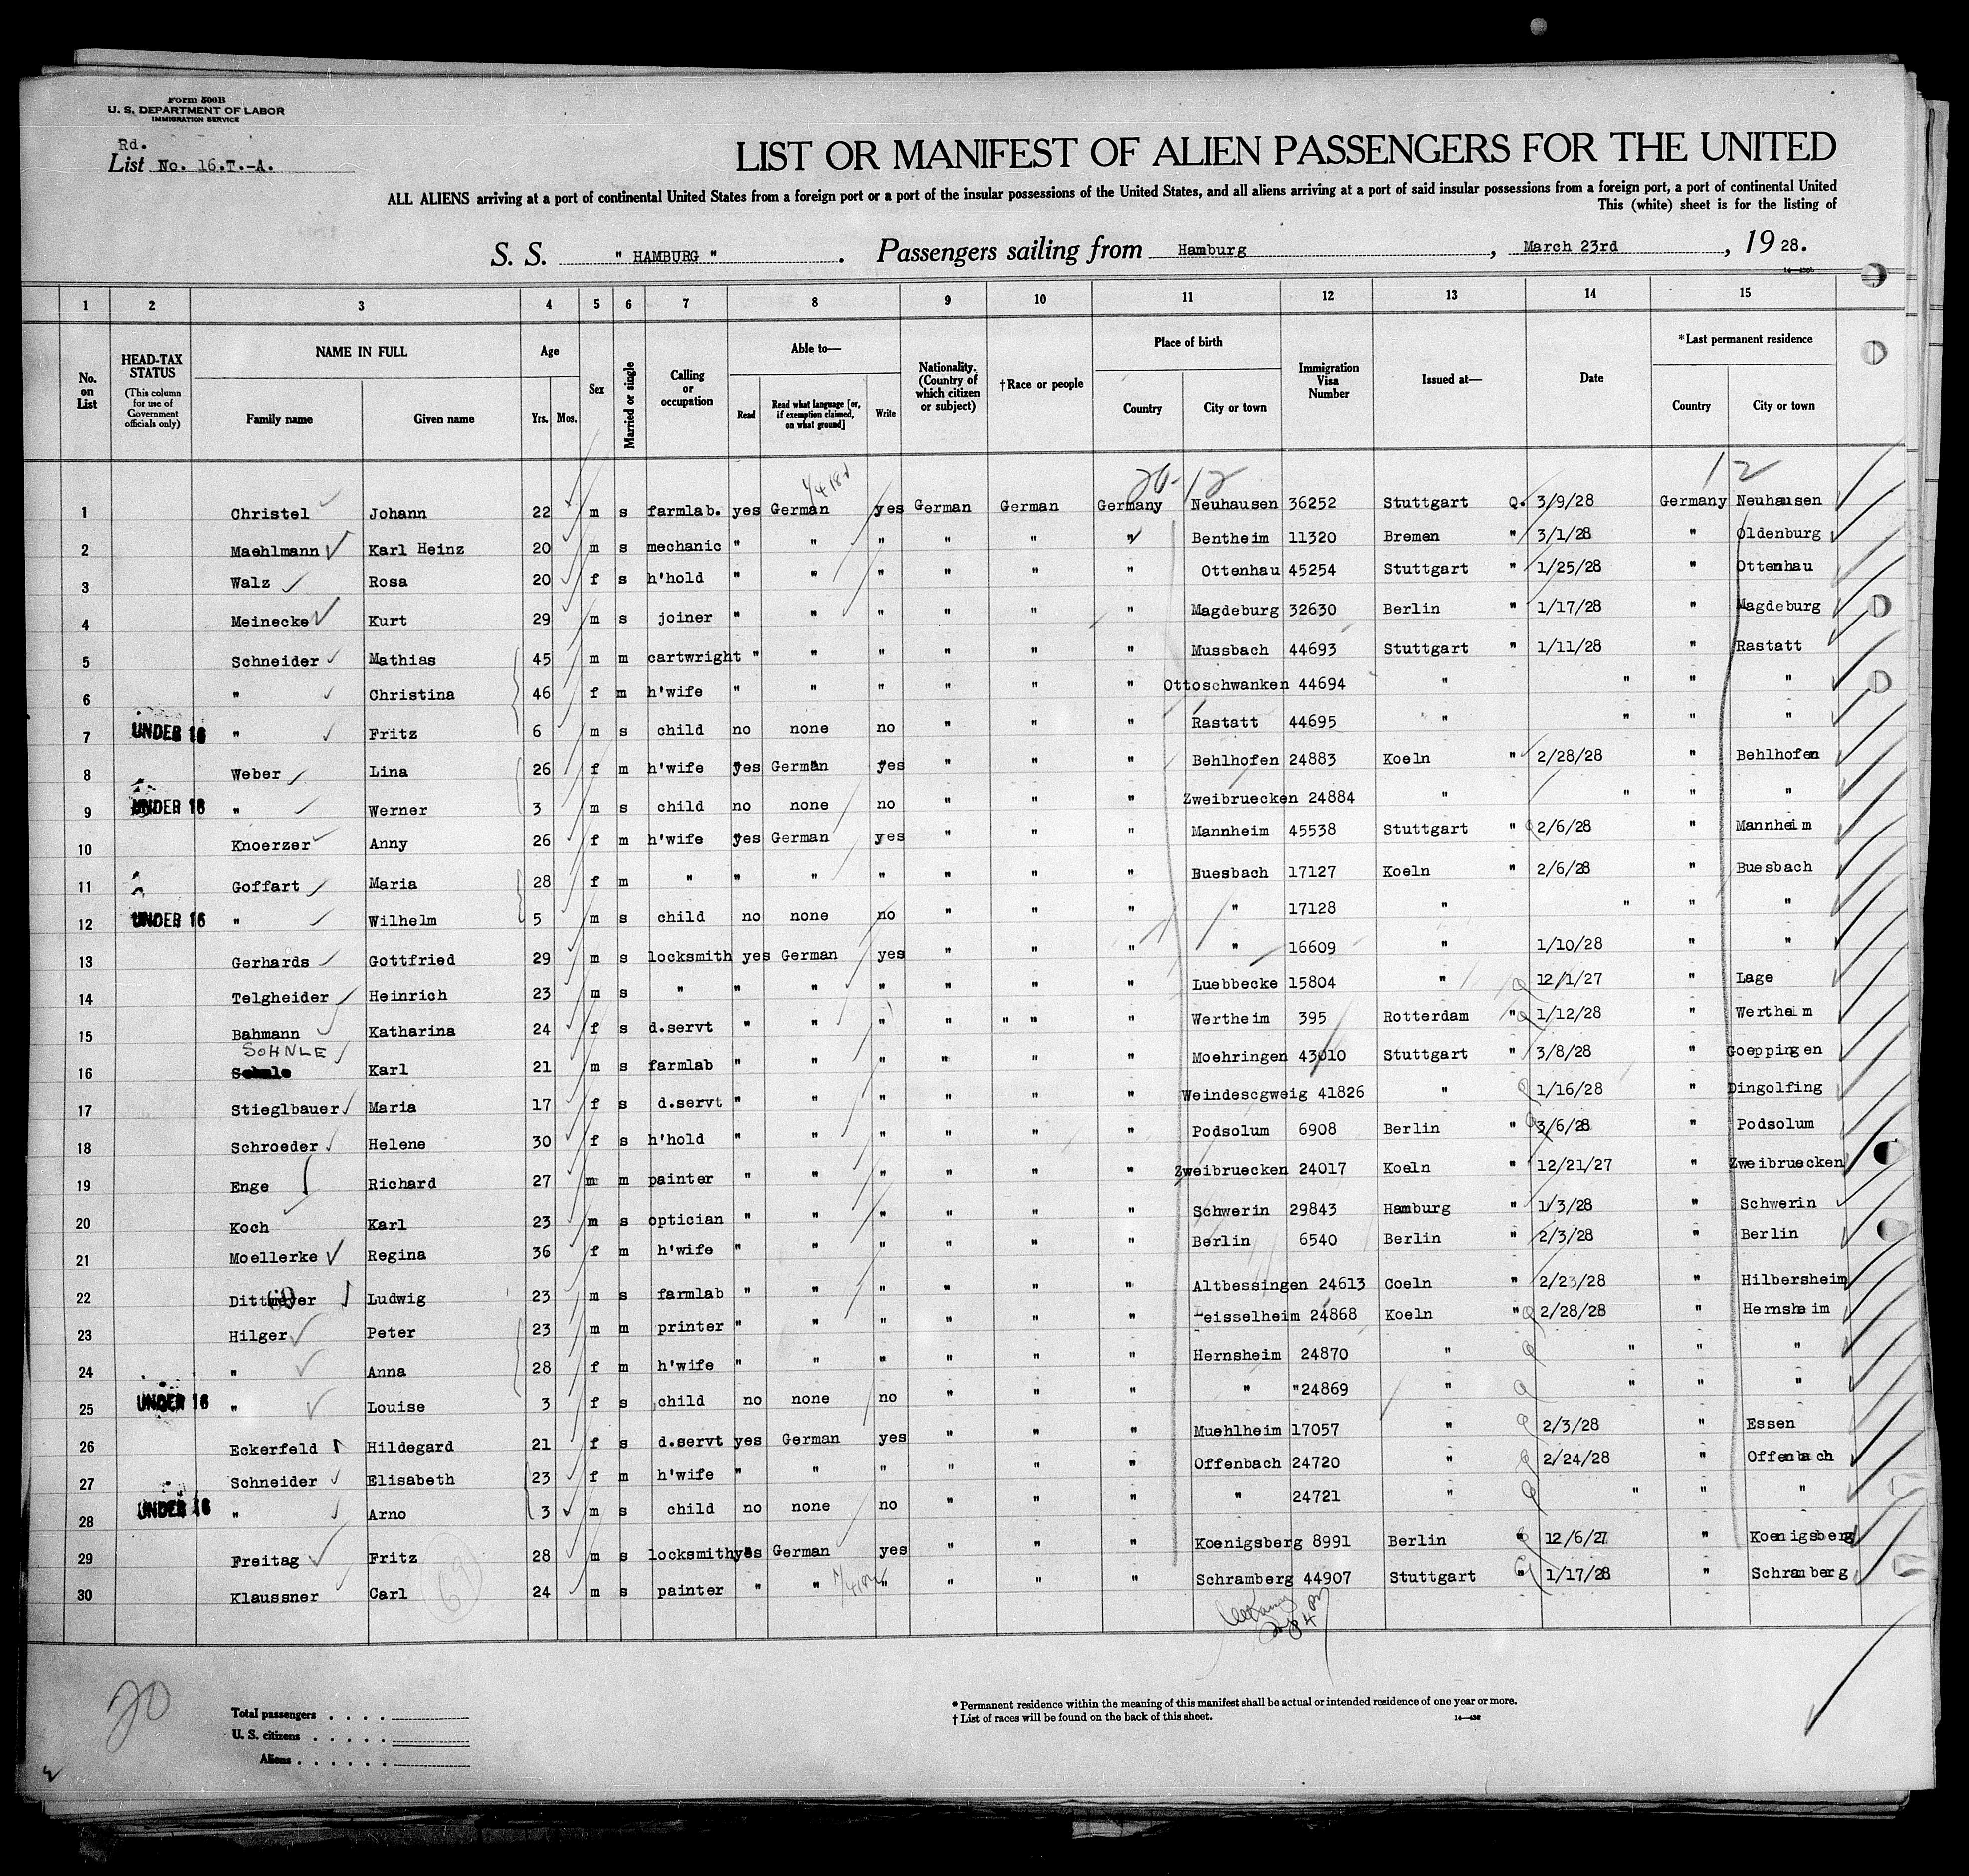 Form 500B
U. S. DEPARTMENT OF LABOR
IMMIGRATION SERVICE
Rd.
List No. 16.T.-A.
LIST OR MANIFEST OF ALIEN PASSENGERS FOR THE UNITED
ALL ALIENS arriving at a port of continental United States from a foreign port or a port of the insular possessions of the United States, and all aliens arriving at a port of said insular possessions from a foreign port, a port of continental United
This (white) sheet is for the listing of
S. S. " HAMBURG " . Passengers sailing from Hamburg , March 23rd , 19 28.
14—430b
1 2 3 4 5 6 7 8 9 10 11 12 13 14 15
No. on List
HEAD-TAX STATUS (This column for use of Government officials only)
NAME IN FULL
Family name Given name
Age
Yrs. Mos.
Sex
Married or single
Calling or occupation
Able to—
Read Read what language [or, if exemption claimed, on what ground] Write
Nationality. (Country of which citizen or subject)
†Race or people
Place of birth
Country City or town
Immigration Visa Number
Issued at—
Date
*Last permanent residence
Country City or town
20-12 12
1 Christel Johann 22 m s farmlab. yes German yes German German Germany Neuhausen 36252 Stuttgart Q. 3/9/28 Germany Neuhausen
2 Maehlmann Karl Heinz 20 m s mechanic " " " " " " Bentheim 11320 Bremen " 3/1/28 " Oldenburg
3 Walz Rosa 20 f s h'hold " " " " " " Ottenhau 45254 Stuttgart " 1/25/28 " Ottenhau
4 Meinecke Kurt 29 m s joiner " " " " " " Magdeburg 32630 Berlin " 1/17/28 " Magdeburg
5 Schneider Mathias 45 m m cartwright " " " " " " Mussbach 44693 Stuttgart " 1/11/28 " Rastatt
6 " Christina 46 f m h'wife " " " " " " Ottoschwanken 44694 " " " "
7 UNDER 16 " Fritz 6 m s child no none no " " " Rastatt 44695 " " " "
8 Weber Lina 26 f m h'wife yes German yes " " " Behlhofen 24883 Koeln " 2/28/28 " Behlhofen
9 UNDER 16 " Werner 3 m s child no none no " " " Zweibruecken 24884 " " " "
10 Knoerzer Anny 26 f m h'wife yes German yes " " " Mannheim 45538 Stuttgart " 2/6/28 " Mannheim
11 Goffart Maria 28 f m " " " " " " " Buesbach 17127 Koeln " 2/6/28 " Buesbach
12 UNDER 16 " Wilhelm 5 m s child no none no " " " " 17128 " " " "
13 Gerhards Gottfried 29 m s locksmith yes German yes " " " " 16609 " 1/10/28 " "
14 Telgheider Heinrich 23 m s " " " " " " " Luebbecke 15804 " 12/1/27 " Lage
15 Bahmann Katharina 24 f s d.servt " " " " " " " Wertheim 395 Rotterdam " 1/12/28 " Wertheim
SOHNLE
16 Karl 21 m s farmlab " " " " " " Moehringen 43010 Stuttgart " 3/8/28 " Goeppingen
17 Stieglbauer Maria 17 f s d.servt " " " " " " Weindescgweig 41826 " 1/16/28 " Dingolfing
18 Schroeder Helene 30 f s h'hold " " " " " " Podsolum 6908 Berlin " 3/6/28 " Podsolum
19 Enge Richard 27 m m painter " " " " " " Zweibruecken 24017 Koeln " 12/21/27 " Zweibruecken
20 Koch Karl 23 m s optician " " " " " " Schwerin 29843 Hamburg " 1/3/28 " Schwerin
21 Moellerke Regina 36 f m h'wife " " " " " " Berlin 6540 Berlin " 2/3/28 " Berlin
22 Dittmeyer Ludwig 23 m s farmlab " " " " " " Altbessingen 24613 Coeln " 2/23/28 " Hilbersheim
23 Hilger Peter 23 m m printer " " " " " " Leisselheim 24868 Koeln " 2/28/28 " Hernsheim
24 " Anna 28 f m h'wife " " " " " " Hernsheim 24870 " " " "
25 UNDER 16 " Louise 3 f s child no none no " " " " "24869 " " " "
26 Eckerfeld Hildegard 21 f s d.servt yes German yes " " " Muehlheim 17057 " 2/3/28 " Essen
27 Schneider Elisabeth 23 f m h'wife " " " " " " Offenbach 24720 " 2/24/28 " Offenbach
28 UNDER 16 " Arno 3 m s child no none no " " " " 24721 " " " "
29 Freitag Fritz 28 m s locksmith yes German yes " " " Koenigsberg 8991 Berlin " 12/6/27 " Koenigsberg
30 Klaussner Carl 24 m s painter " " " " " " Schramberg 44907 Stuttgart " 1/17/28 " Schramberg
69
20
Total passengers . . . .
U. S. citizens . . . . .
Aliens . . . . . .
* Permanent residence within the meaning of this manifest shall be actual or intended residence of one year or more.
† List of races will be found on the back of this sheet.